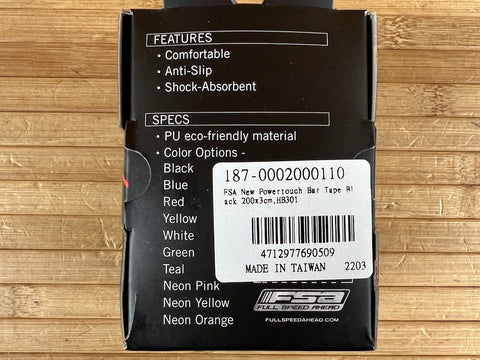 FEATURES
• Comfortable
• Anti-Slip
• Shock-Absorbent
SPECS
• PU eco-friendly material
• Color Options -
Black
Blue
Red
Yellow
White
Green
Teal
Neon Pink
Neon Yellow
Neon Orange
187-0002000110
FSA New Powertouch Bar Tape Bl
ack 200x3cm,HB301
4712977690509
MADE IN TAIWAN 2203
FSA
FULL SPEED AHEAD
FULLSPEEDAHEAD.COM